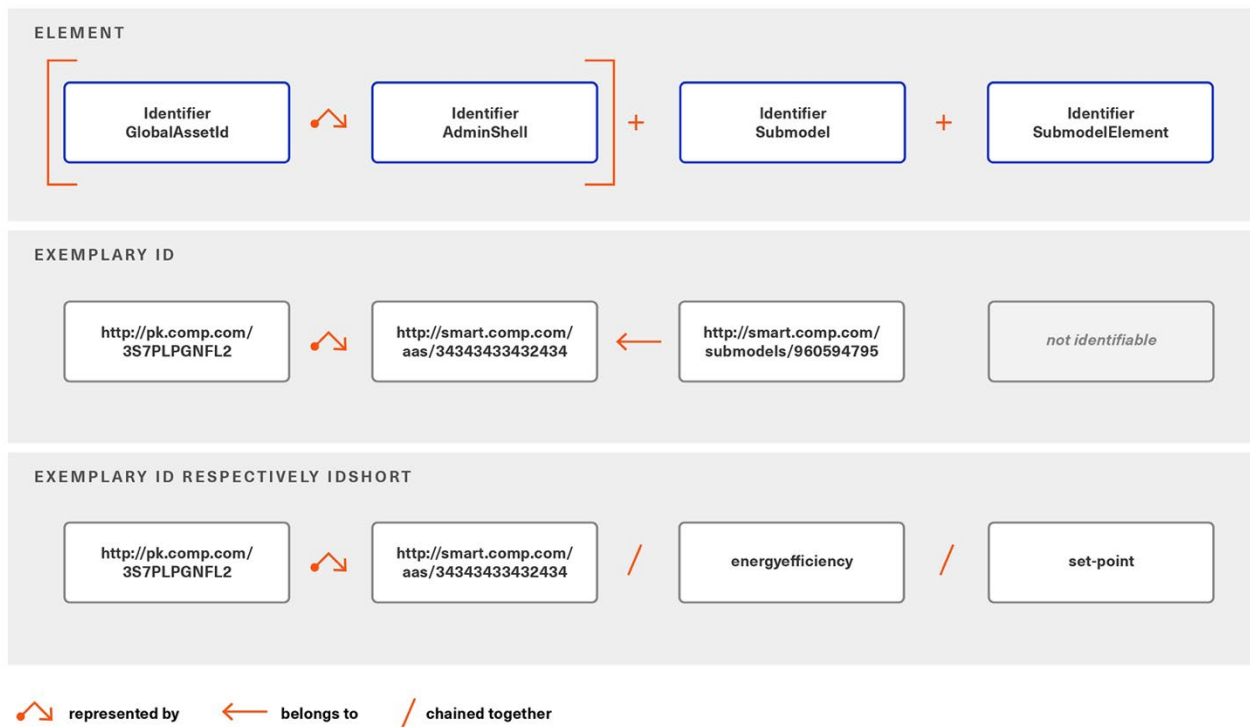 ELEMENT
Identifier
GlobalAssetId
Identifier
AdminShell
+
Identifier
Submodel
+
Identifier
SubmodelElement
EXEMPLARY ID
http://pk.comp.com/
3S7PLPGNFL2
http://smart.comp.com/
aas/34343433432434
http://smart.comp.com/
submodels/960594795
not identifiable
EXEMPLARY ID RESPECTIVELY IDSHORT
http://pk.comp.com/
3S7PLPGNFL2
http://smart.comp.com/
aas/34343433432434
/
energyefficiency
/
set-point
represented by
belongs to
/ chained together